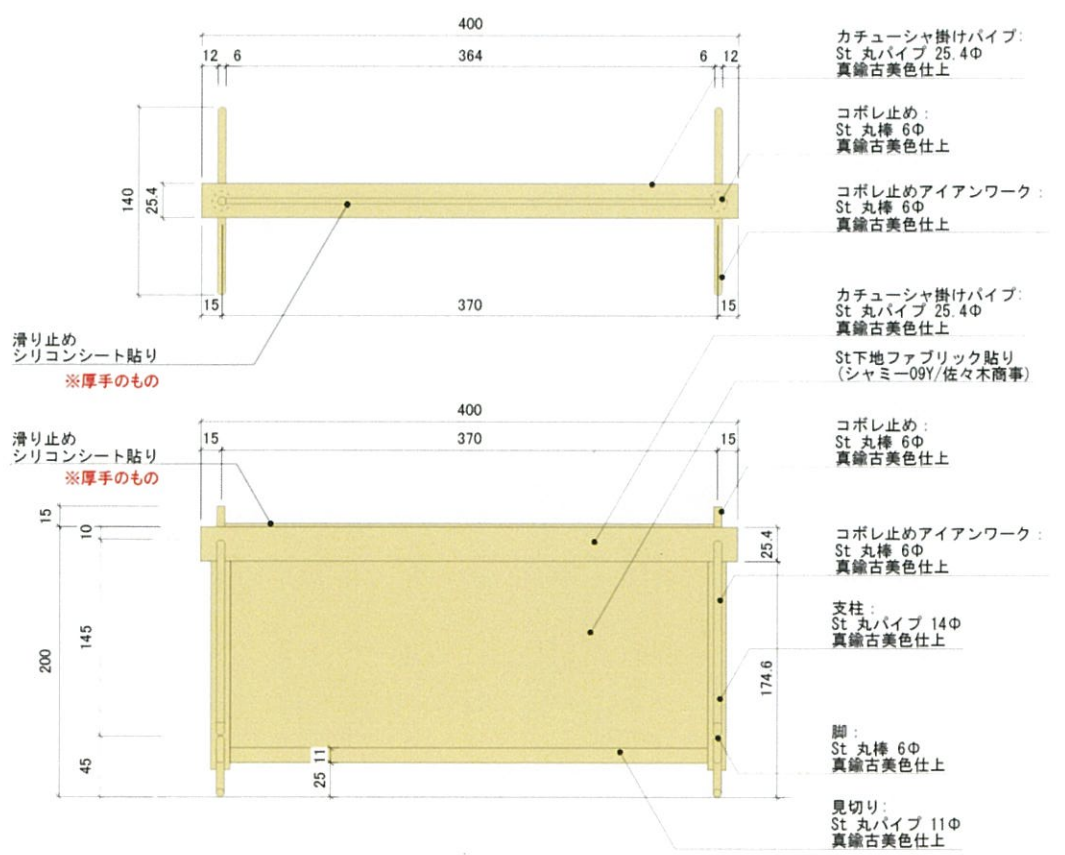 400
12
6
364
6
12
140
25.4
15
370
15
カチューシャ掛けパイプ:
St 丸パイプ 25.4Φ
真鍮古美色仕上
コボレ止め:
St 丸棒 6Φ
真鍮古美色仕上
コボレ止めアイアンワーク:
St 丸棒 6Φ
真鍮古美色仕上
滑り止め
シリコンシート貼り
※厚手のもの
カチューシャ掛けパイプ:
St 丸パイプ 25.4Φ
真鍮古美色仕上
St下地ファブリック貼り
(シャミー09Y/佐々木商事)
400
15
370
15
滑り止め
シリコンシート貼り
※厚手のもの
15
10
145
200
45
11
25
25.4
174.6
コボレ止め:
St 丸棒 6Φ
真鍮古美色仕上
コボレ止めアイアンワーク:
St 丸棒 6Φ
真鍮古美色仕上
支柱:
St 丸パイプ 14Φ
真鍮古美色仕上
脚:
St 丸棒 6Φ
真鍮古美色仕上
見切り:
St 丸パイプ 11Φ
真鍮古美色仕上